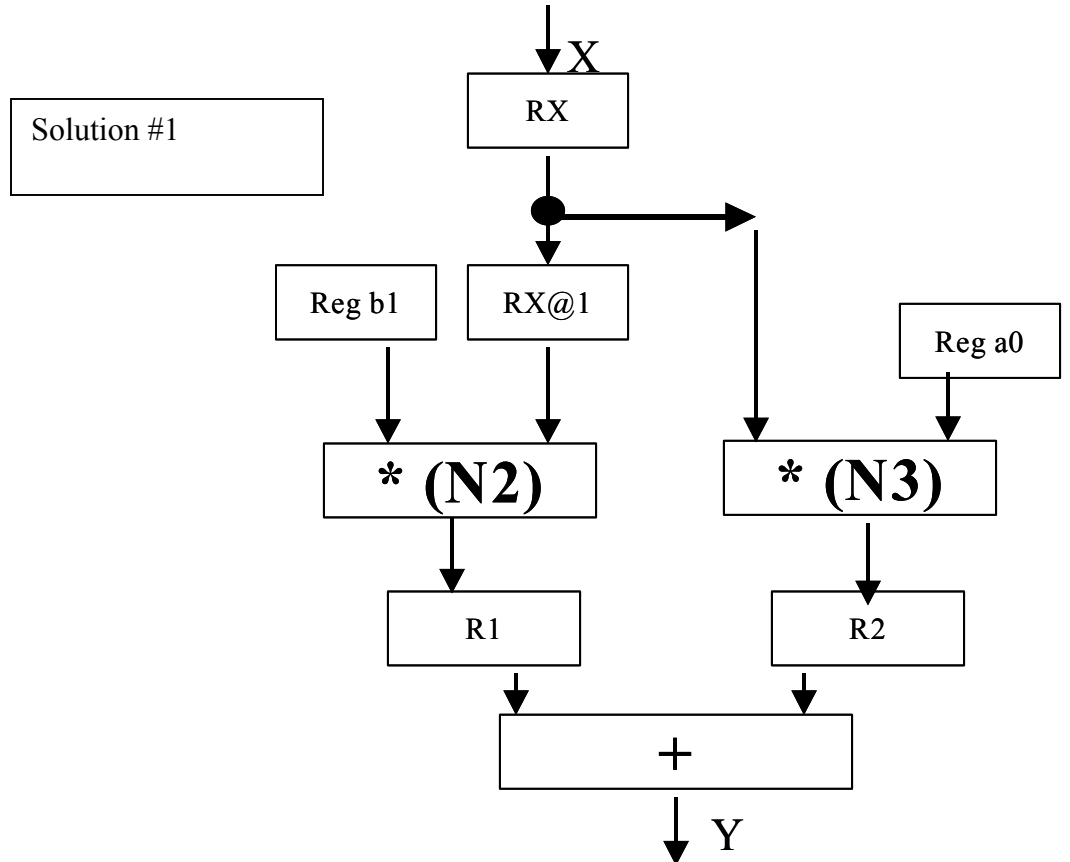 X
RX
Solution #1
Reg b1
RX@1
Reg a0
* (N2)
* (N3)
R1
R2
+
Y